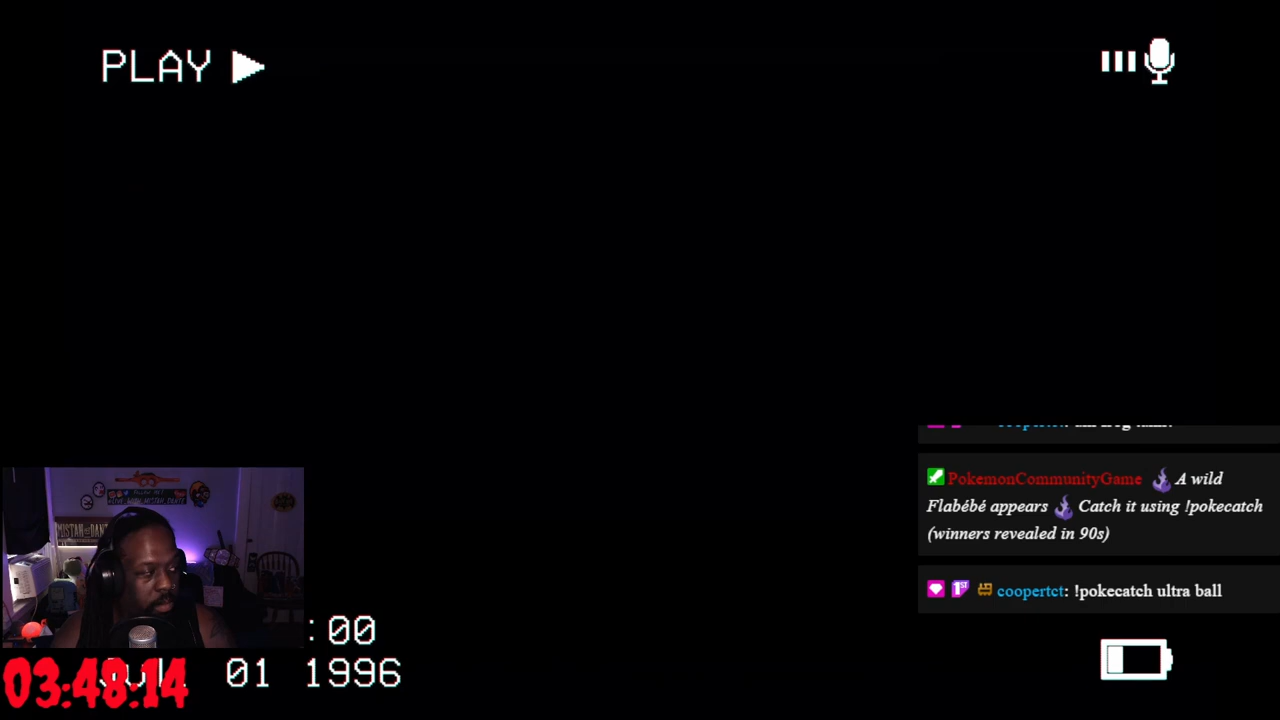 PLAY
PokemonCommunityGame A wild
Flabébé appears Catch it using !pokecatch
(winners revealed in 90s)
1ST coopertct: !pokecatch ultra ball
:00
01 1996
03:48:14